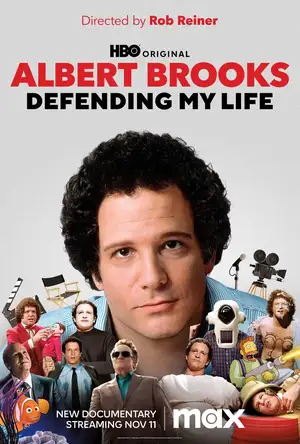 Directed by Rob Reiner
HBO ORIGINAL
ALBERT BROOKS
DEFENDING MY LIFE
NEW DOCUMENTARY
STREAMING NOV 11
max